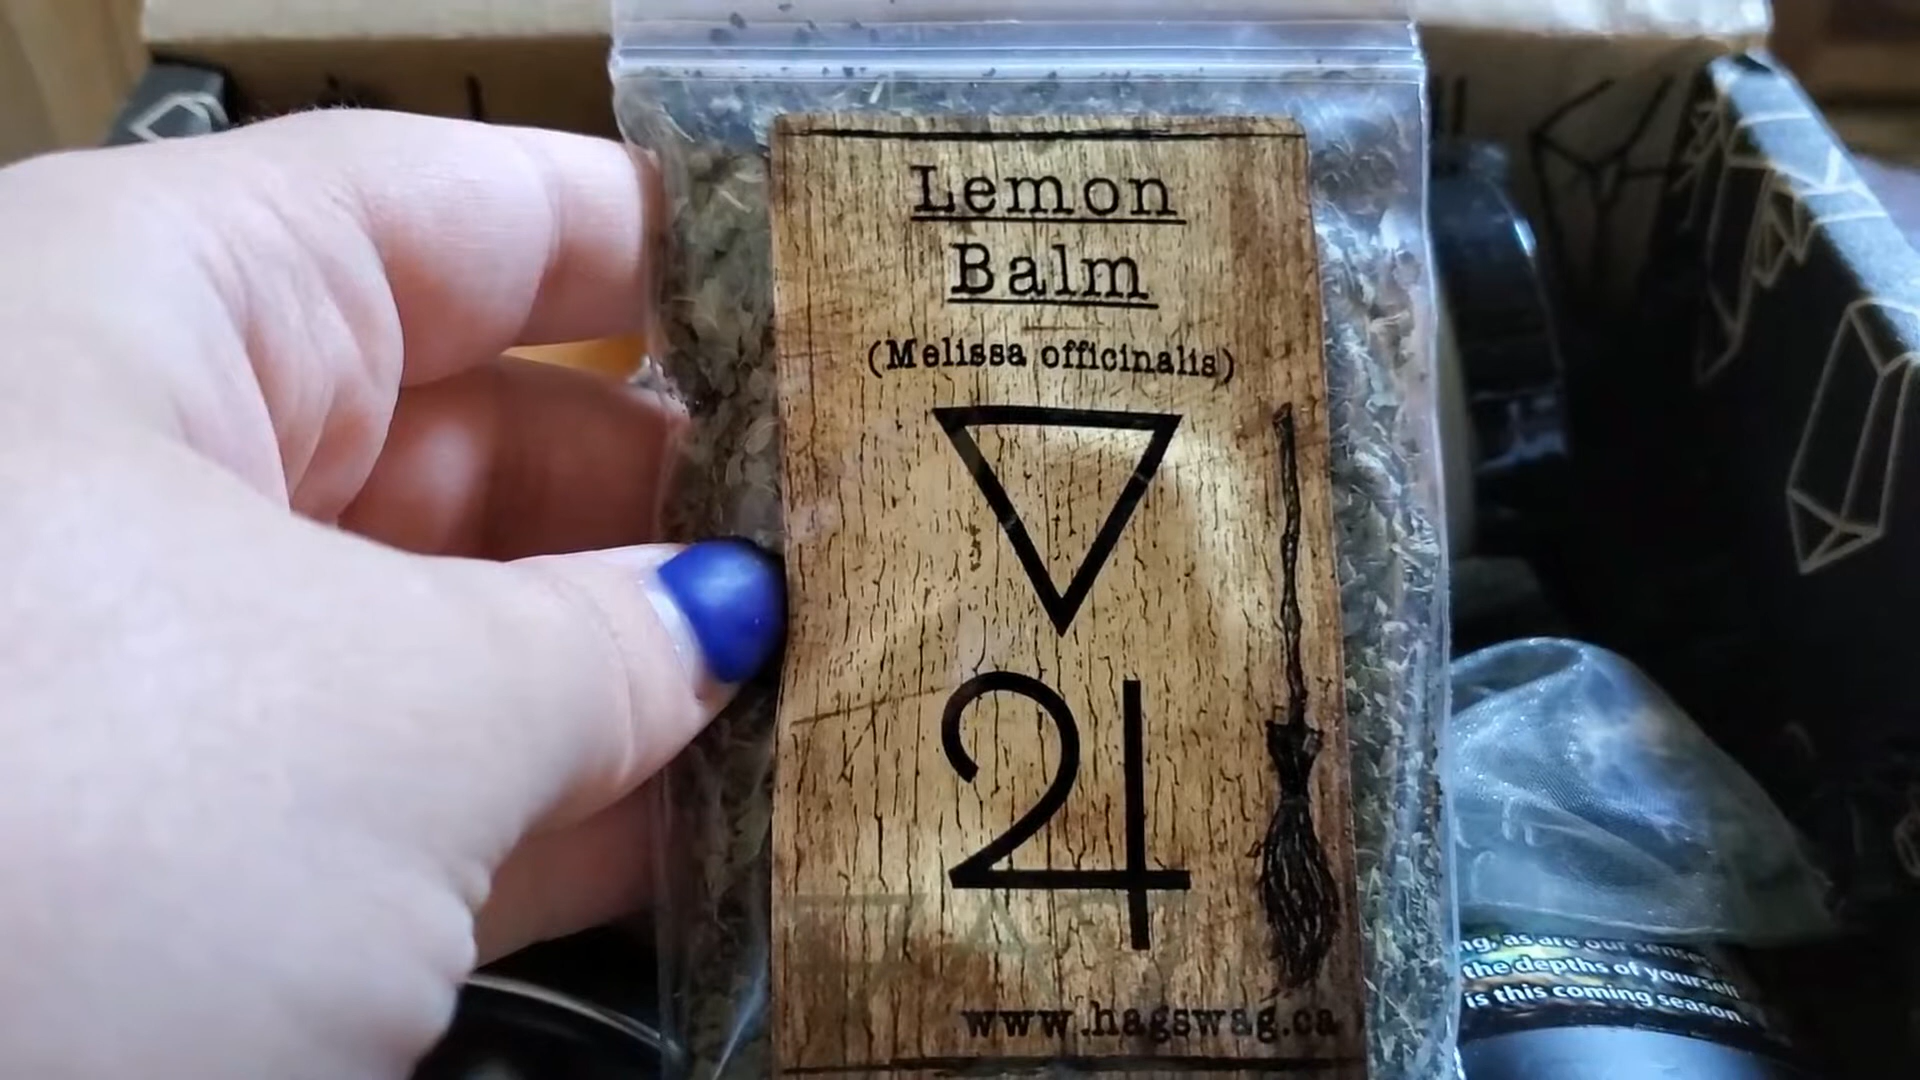 Lemon
Balm
(Melissa officinalis)
www.hagswag.ca
ng, as are our senses
the depths of yourself
is this coming season.